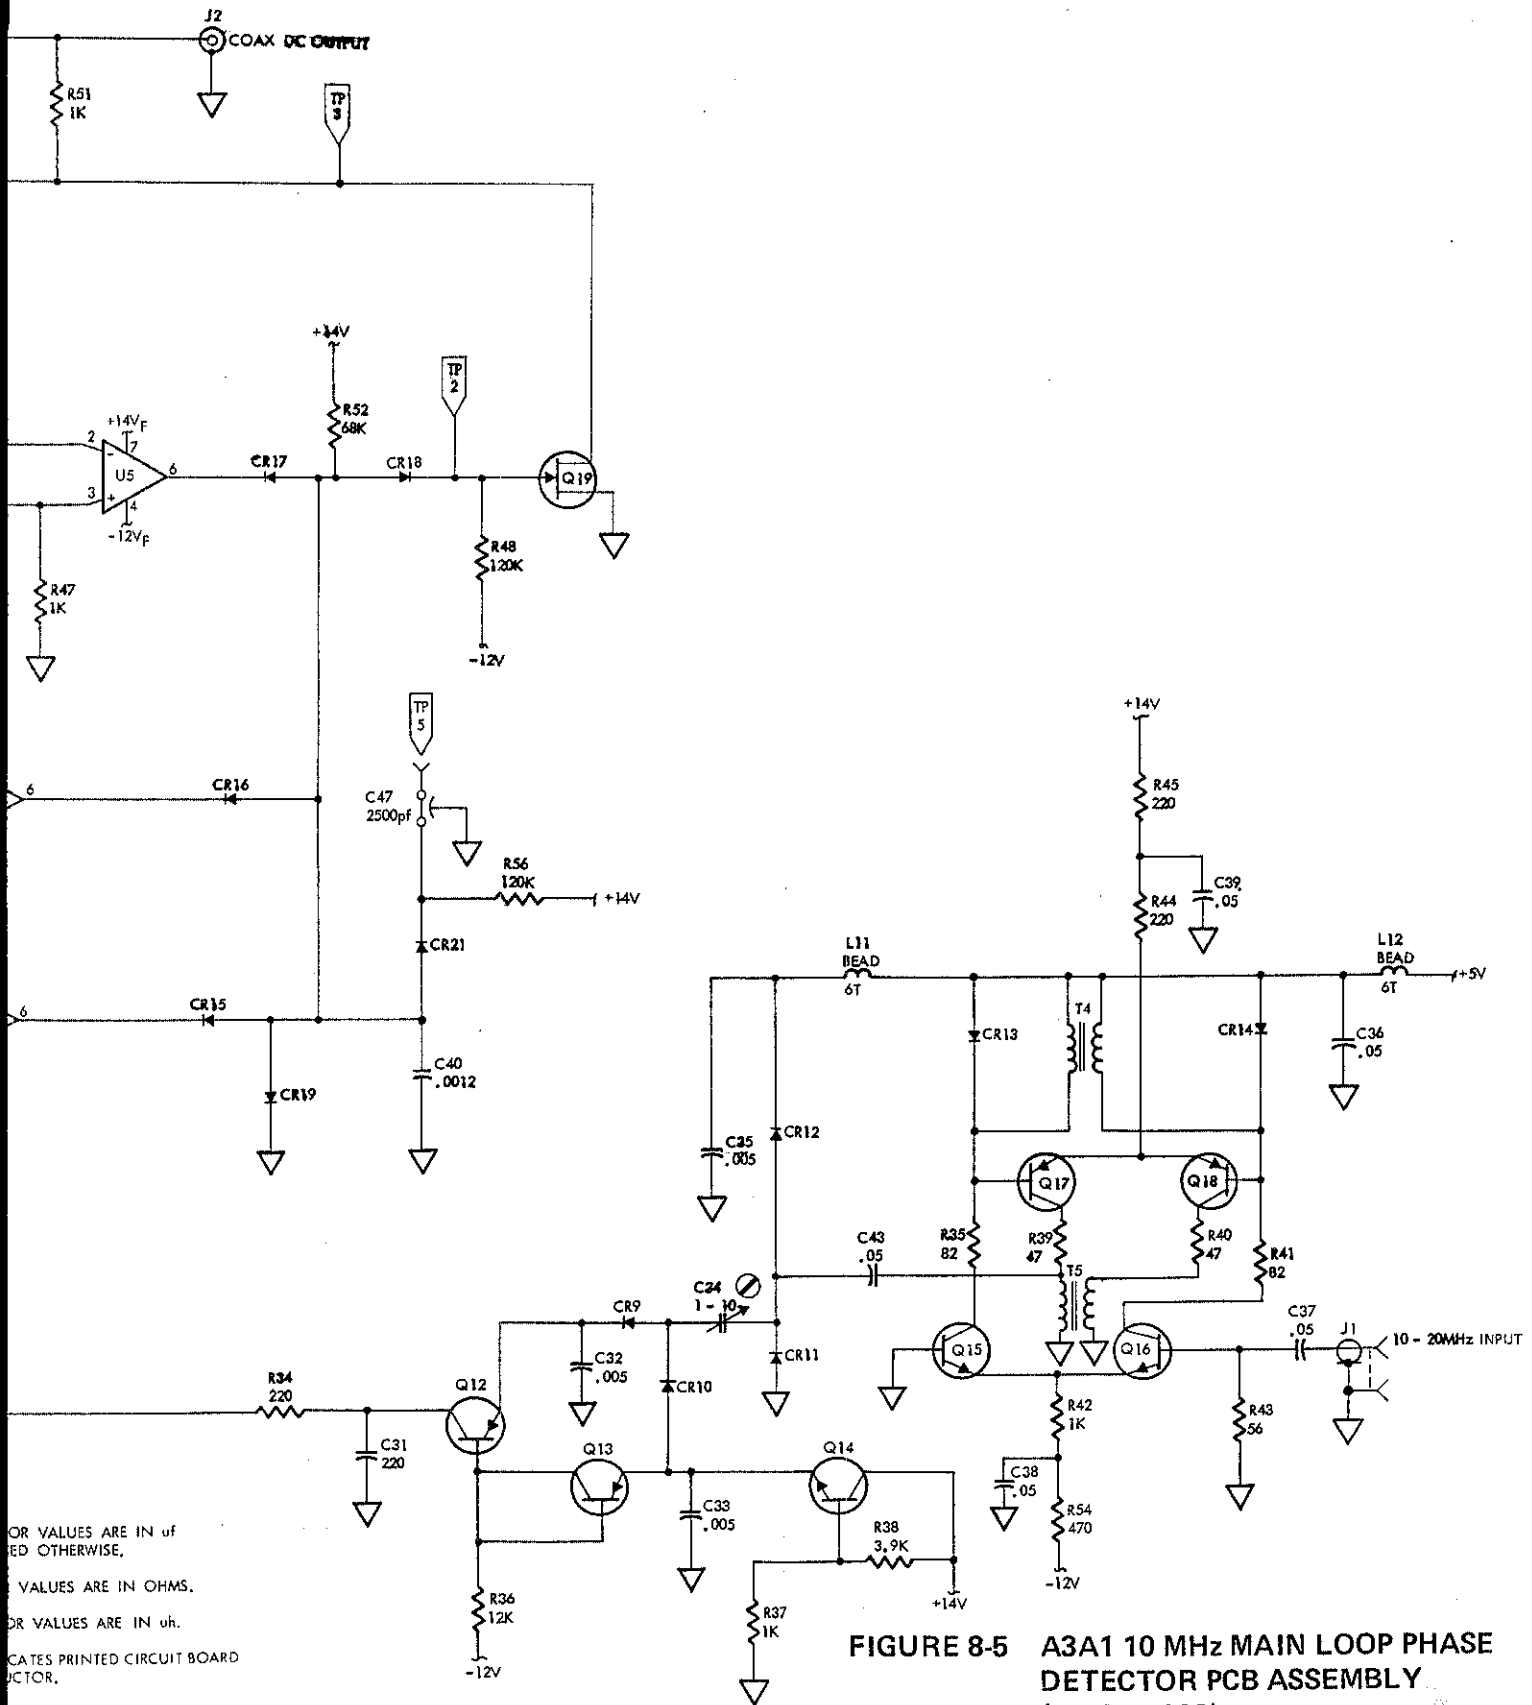 J2
COAX DC OUTPUT
R51
1K
TP
3
+14V
TP
2
R52
68K
+14VF
2
7
U5
6
3
4
-12VF
CR17
CR18
Q19
R48
120K
-12V
R47
1K
TP
5
6
CR16
C47
2500pf
R56
120K
+14V
CR21
6
CR15
CR19
C40
.0012
+14V
R45
220
C39
.05
R44
220
L11
BEAD
6T
L12
BEAD
6T
+5V
T4
CR13
CR14
C36
.05
C35
.005
CR12
Q17
Q18
C43
.05
R35
82
R39
47
R40
47
R41
82
T5
C34
1 - 10
CR9
CR11
C32
.005
CR10
Q15
Q16
C37
.05
J1
10 - 20MHz INPUT
R34
220
Q12
C31
220
Q13
Q14
R42
1K
R43
56
C38
.05
R54
470
-12V
C33
.005
R38
3.9K
+14V
R37
1K
R36
12K
-12V
OR VALUES ARE IN uf
ED OTHERWISE.
VALUES ARE IN OHMS.
OR VALUES ARE IN uh.
CATES PRINTED CIRCUIT BOARD
UCTOR.
FIGURE 8-5 A3A1 10 MHz MAIN LOOP PHASE
DETECTOR PCB ASSEMBLY